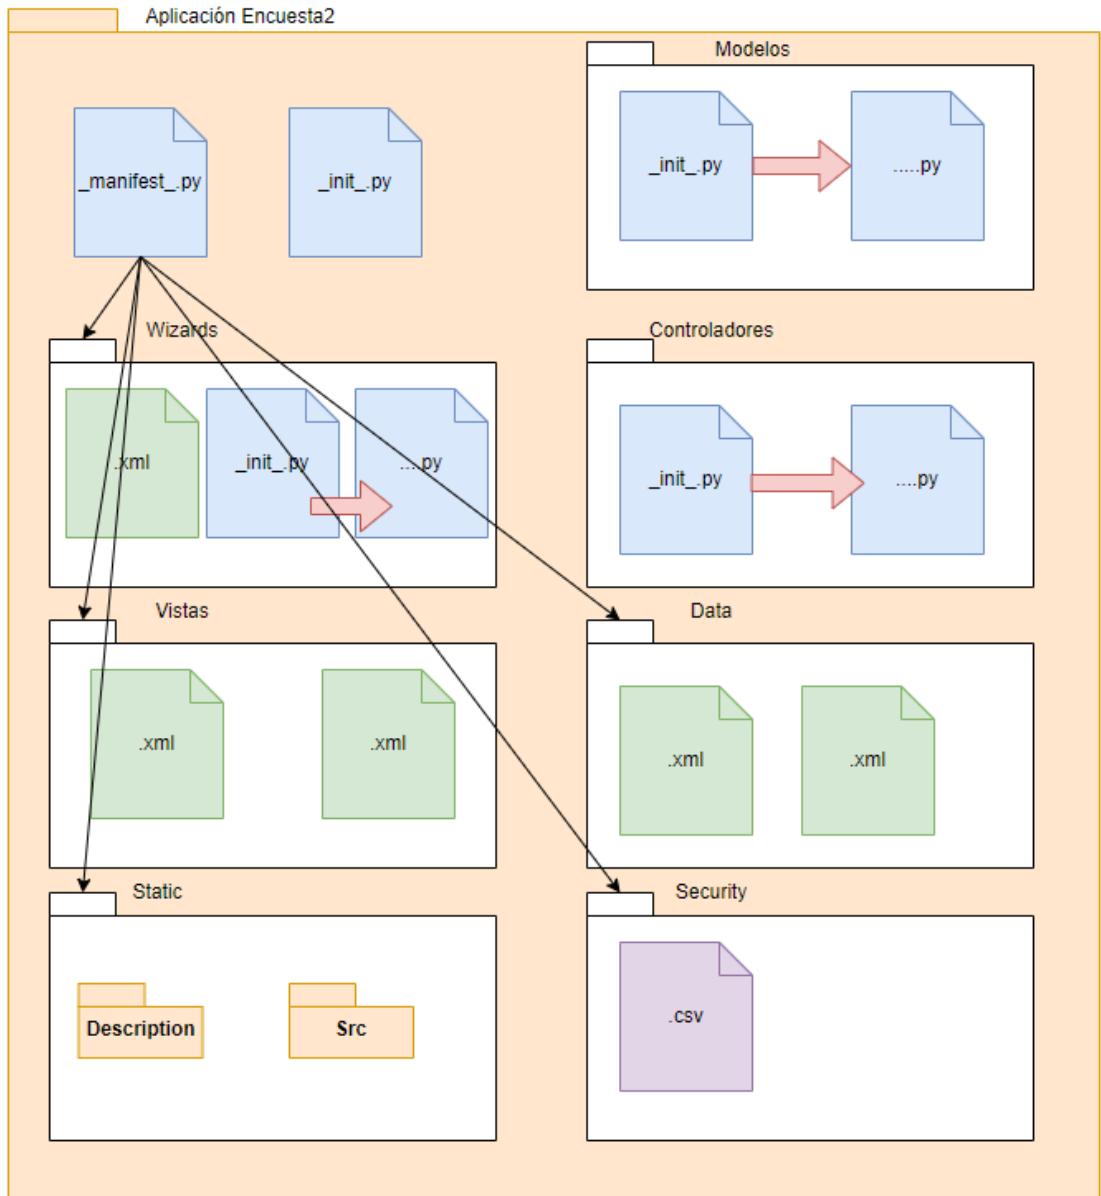 Aplicación Encuesta2
Modelos
_manifest_.py
_init_.py
_init_.py
.....py
Wizards
Controladores
.xml
_init_.py
....py
_init_.py
....py
Vistas
Data
.xml
.xml
.xml
.xml
Static
Security
Description
Src
.csv